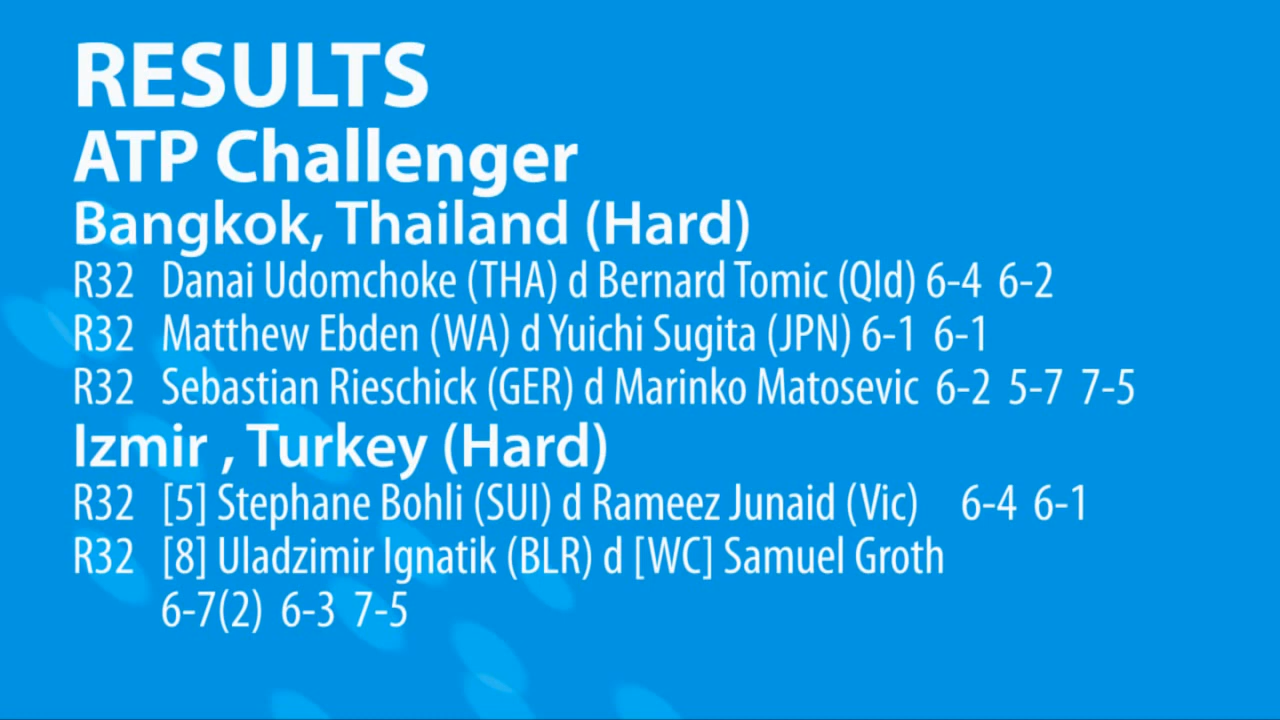 RESULTS
ATP Challenger
Bangkok, Thailand (Hard)
R32 Danai Udomchoke (THA) d Bernard Tomic (Qld) 6-4 6-2
R32 Matthew Ebden (WA) d Yuichi Sugita (JPN) 6-1 6-1
R32 Sebastian Rieschick (GER) d Marinko Matosevic 6-2 5-7 7-5
Izmir , Turkey (Hard)
R32 [5] Stephane Bohli (SUI) d Rameez Junaid (Vic) 6-4 6-1
R32 [8] Uladzimir Ignatik (BLR) d [WC] Samuel Groth
6-7(2) 6-3 7-5